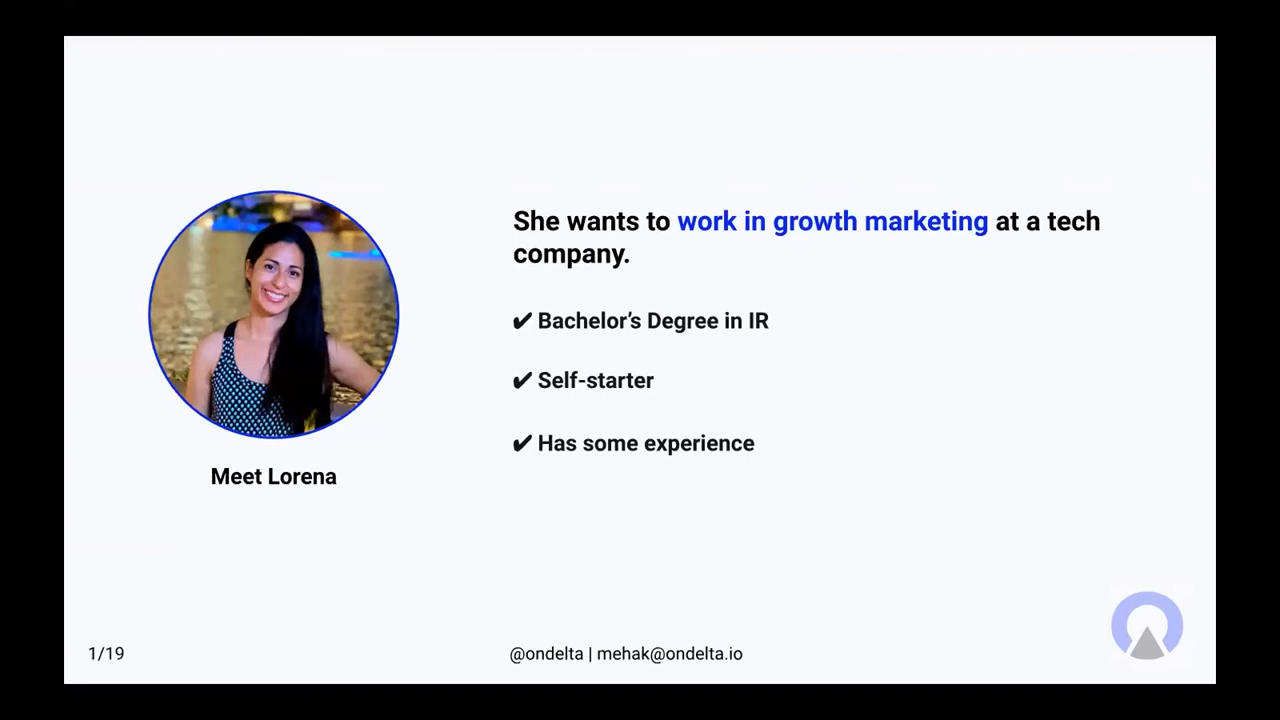 She wants to work in growth marketing at a tech
company.
✔ Bachelor’s Degree in IR
✔ Self-starter
✔ Has some experience
Meet Lorena
1/19
@ondelta | mehak@ondelta.io